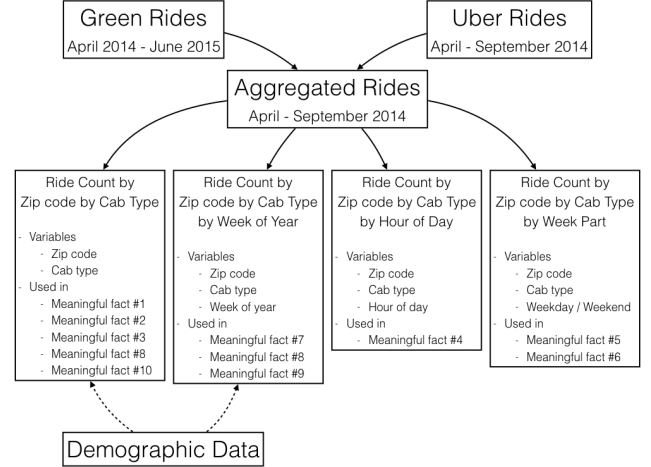 Green Rides
April 2014 - June 2015
Uber Rides
April - September 2014
Aggregated Rides
April - September 2014
Ride Count by
Zip code by Cab Type
- Variables
- Zip code
- Cab type
- Used in
- Meaningful fact #1
- Meaningful fact #2
- Meaningful fact #3
- Meaningful fact #8
- Meaningful fact #10
Ride Count by
Zip code by Cab Type
by Week of Year
- Variables
- Zip code
- Cab type
- Week of year
- Used in
- Meaningful fact #7
- Meaningful fact #8
- Meaningful fact #9
Ride Count by
Zip code by Cab Type
by Hour of Day
- Variables
- Zip code
- Cab type
- Hour of day
- Used in
- Meaningful fact #4
Ride Count by
Zip code by Cab Type
by Week Part
- Variables
- Zip code
- Cab type
- Weekday / Weekend
- Used in
- Meaningful fact #5
- Meaningful fact #6
Demographic Data